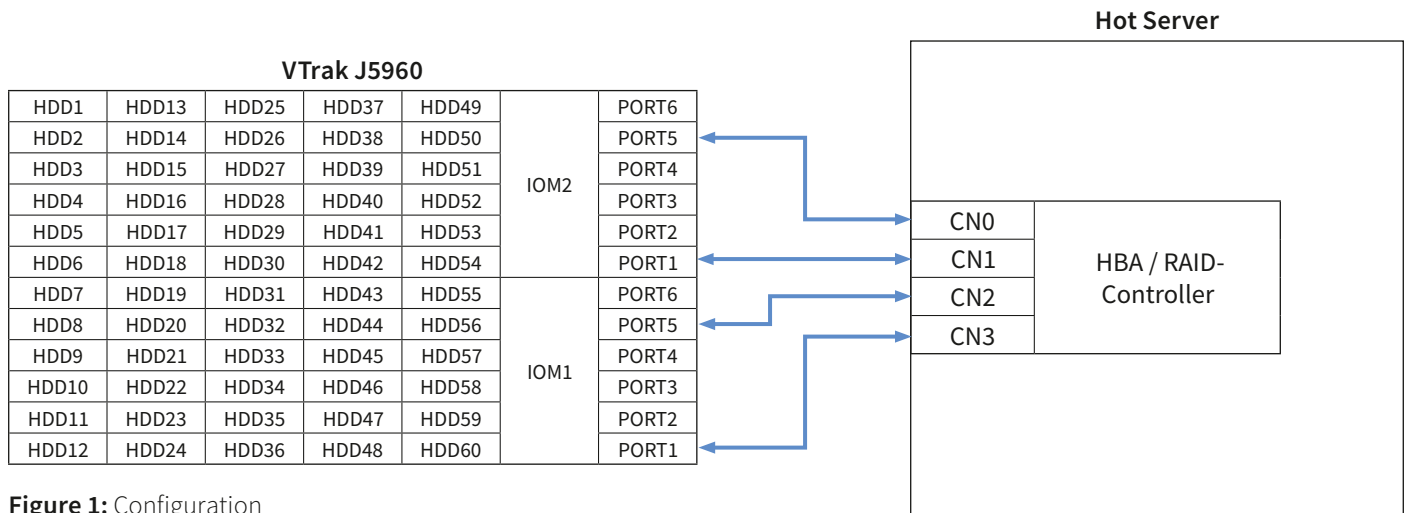 Hot Server
VTrak J5960
HDD1 HDD13 HDD25 HDD37 HDD49 PORT6
HDD2 HDD14 HDD26 HDD38 HDD50 PORT5
HDD3 HDD15 HDD27 HDD39 HDD51 PORT4
IOM2
HDD4 HDD16 HDD28 HDD40 HDD52 PORT3
HDD5 HDD17 HDD29 HDD41 HDD53 PORT2
HDD6 HDD18 HDD30 HDD42 HDD54 PORT1
HDD7 HDD19 HDD31 HDD43 HDD55 PORT6
HDD8 HDD20 HDD32 HDD44 HDD56 PORT5
HDD9 HDD21 HDD33 HDD45 HDD57 PORT4
IOM1
HDD10 HDD22 HDD34 HDD46 HDD58 PORT3
HDD11 HDD23 HDD35 HDD47 HDD59 PORT2
HDD12 HDD24 HDD36 HDD48 HDD60 PORT1
CN0
CN1
CN2
CN3
HBA / RAID-
Controller
Figure 1: Configuration